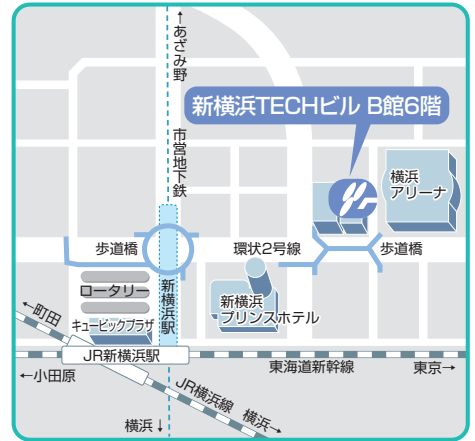 ←あざみ野
市営地下鉄
新横浜TECHビル B館6階
横浜
アリーナ
歩道橋
環状2号線
歩道橋
ロータリー
新横浜駅
新横浜
プリンスホテル
←町田
キュービックプラザ
JR新横浜駅
東海道新幹線
東京→
←小田原
JR横浜線
横浜→
横浜↓